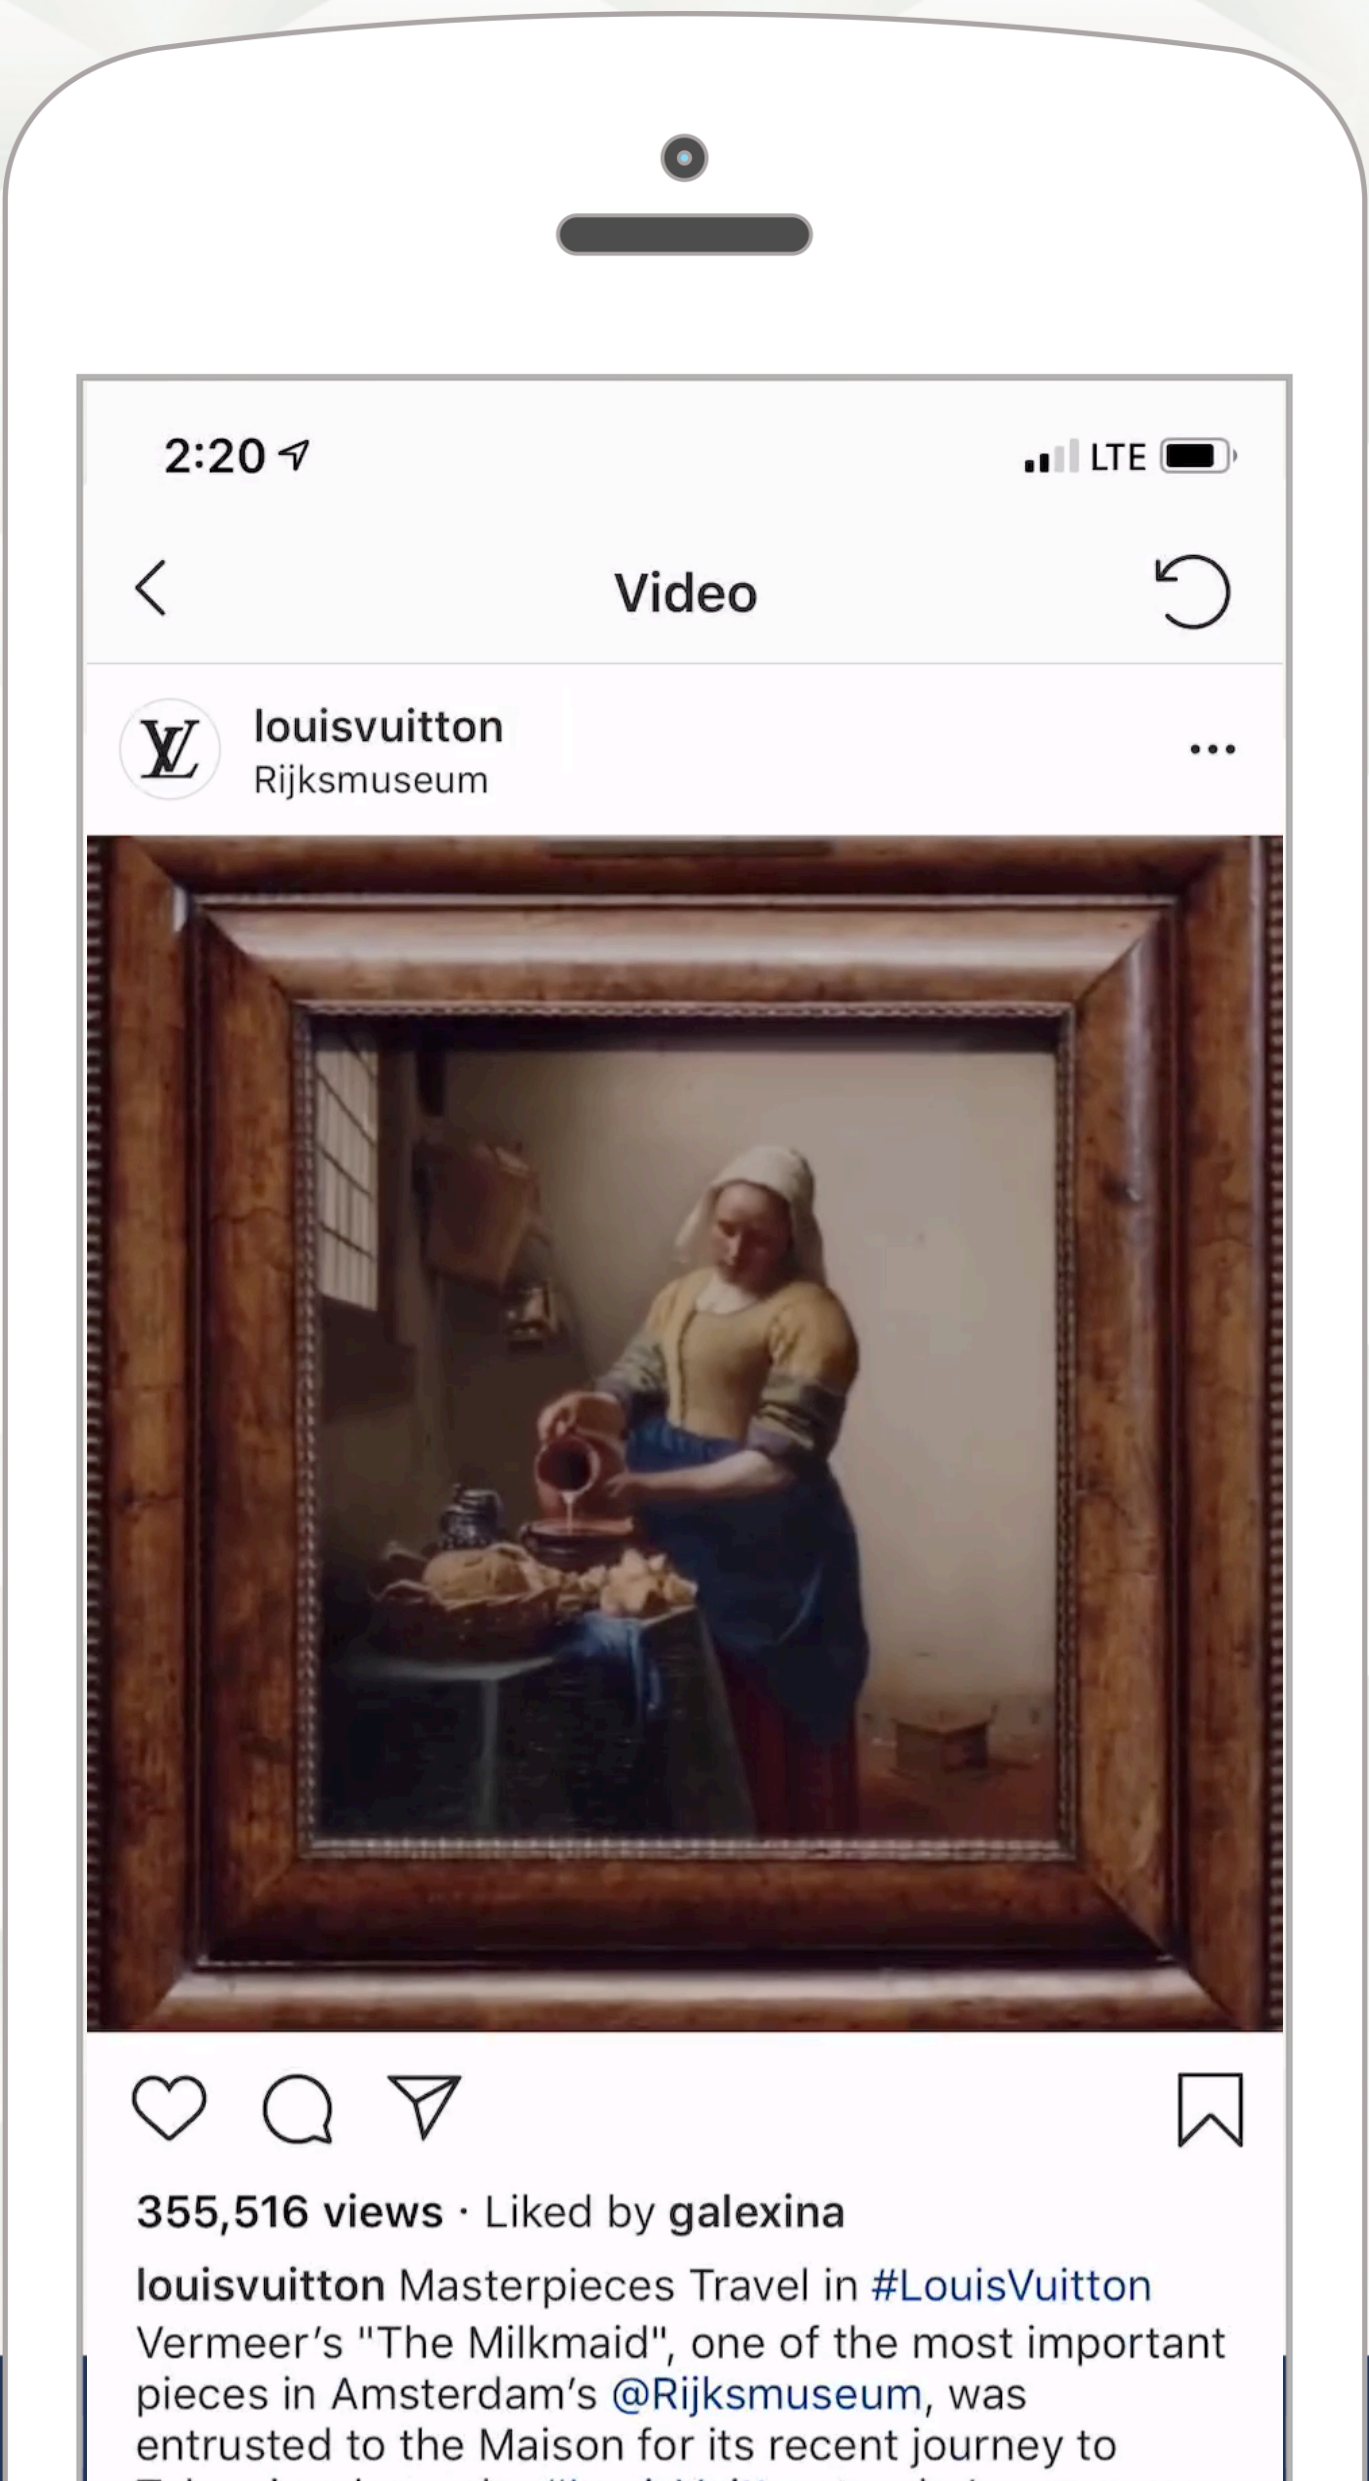 2:20
LTE
Video
louisvuitton
Rijksmuseum
355,516 views · Liked by galexina
louisvuitton Masterpieces Travel in #LouisVuitton
Vermeer's "The Milkmaid", one of the most important
pieces in Amsterdam's @Rijksmuseum, was
entrusted to the Maison for its recent journey to